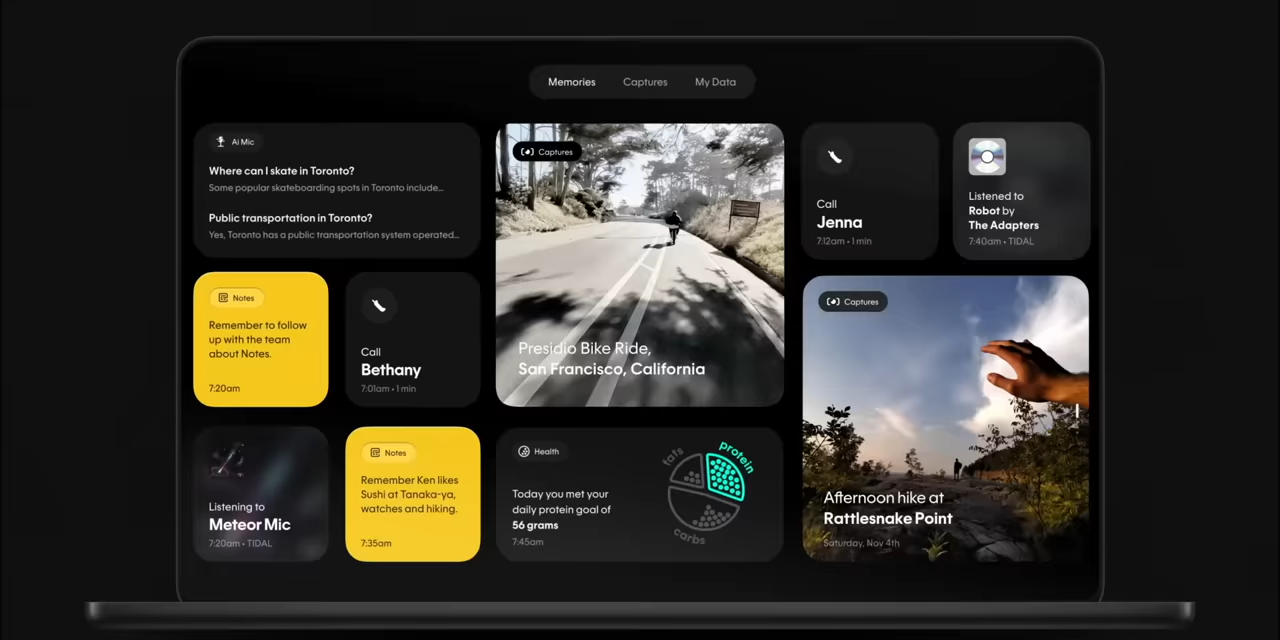 Memories
Captures
My Data
Ai Mic
Where can I skate in Toronto?
Some popular skateboarding spots in Toronto include...
Public transportation in Toronto?
Yes, Toronto has a public transportation system operated...
Notes
Remember to follow
up with the team
about Notes.
7:20am
Call
Bethany
7:01am • 1 min
Listening to
Meteor Mic
7:20am • TIDAL
Notes
Remember Ken likes
Sushi at Tanaka-ya,
watches and hiking.
7:35am
Captures
Presidio Bike Ride,
San Francisco, California
Health
Today you met your
daily protein goal of
56 grams
7:45am
fats
protein
carbs
Call
Jenna
7:12am • 1 min
Listened to
Robot by
The Adapters
7:40am • TIDAL
Captures
Afternoon hike at
Rattlesnake Point
Saturday, Nov 4th